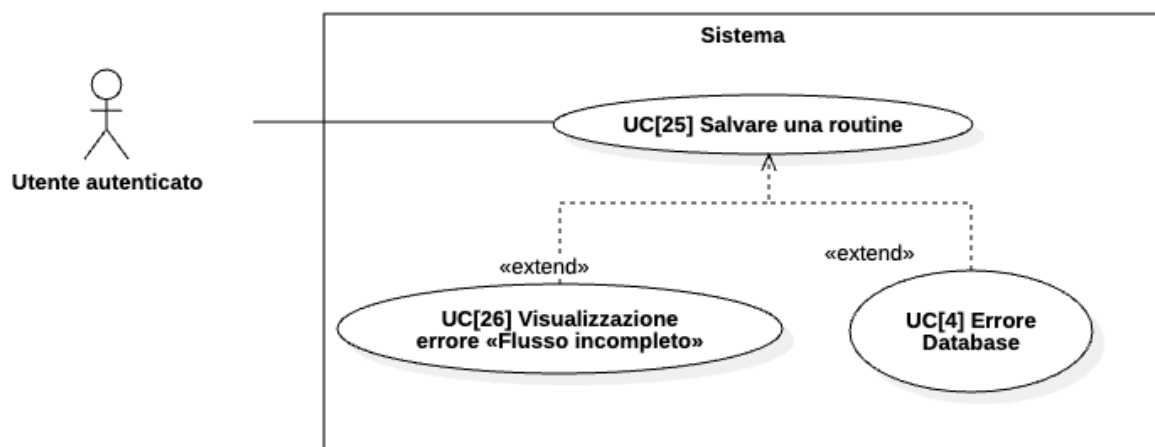 Sistema
UC[25] Salvare una routine
Utente autenticato
«extend»
«extend»
UC[26] Visualizzazione
errore «Flusso incompleto»
UC[4] Errore
Database